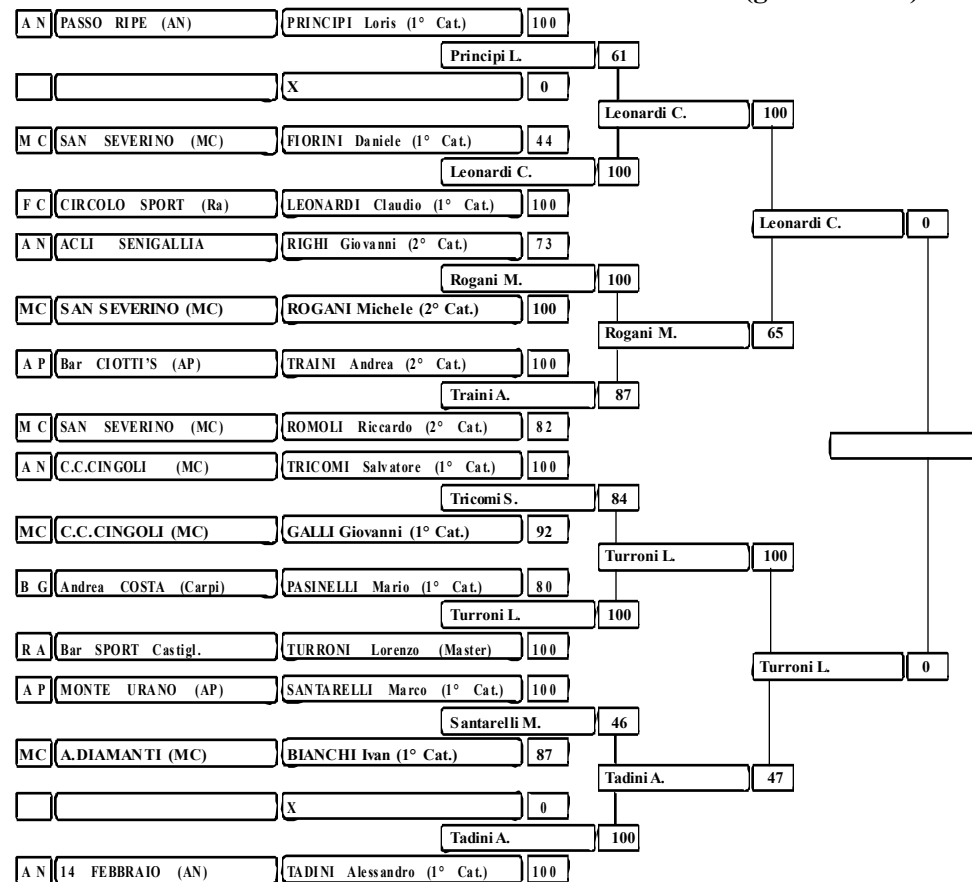 A N PASSO RIPE (AN) PRINCIPI Loris (1° Cat.) 100
Principi L. 61
X 0
Leonardi C. 100
M C SAN SEVERINO (MC) FIORINI Daniele (1° Cat.) 44
Leonardi C. 100
F C CIRCOLO SPORT (Ra) LEONARDI Claudio (1° Cat.) 100
Leonardi C. 0
A N ACLI SENIGALLIA RIGHI Giovanni (2° Cat.) 73
Rogani M. 100
MC SAN SEVERINO (MC) ROGANI Michele (2° Cat.) 100
Rogani M. 65
A P Bar CIOTTI'S (AP) TRAINI Andrea (2° Cat.) 100
Traini A. 87
M C SAN SEVERINO (MC) ROMOLI Riccardo (2° Cat.) 82
A N C.C.CINGOLI (MC) TRICOMI Salvatore (1° Cat.) 100
Tricomi S. 84
MC C.C.CINGOLI (MC) GALLI Giovanni (1° Cat.) 92
Turroni L. 100
B G Andrea COSTA (Carpi) PASINELLI Mario (1° Cat.) 80
Turroni L. 100
R A Bar SPORT Castigl. TURRONI Lorenzo (Master) 100
Turroni L. 0
A P MONTE URANO (AP) SANTARELLI Marco (1° Cat.) 100
Santarelli M. 46
MC A.DIAMANTI (MC) BIANCHI Ivan (1° Cat.) 87
Tadini A. 47
X 0
Tadini A. 100
A N 14 FEBBRAIO (AN) TADINI Alessandro (1° Cat.) 100